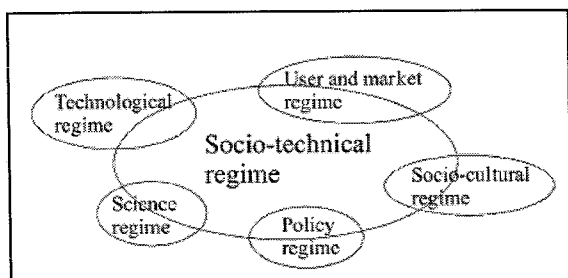 User and market
regime
Technological
regime
Socio-technical
regime
Socio-cultural
regime
Science
regime
Policy
regime